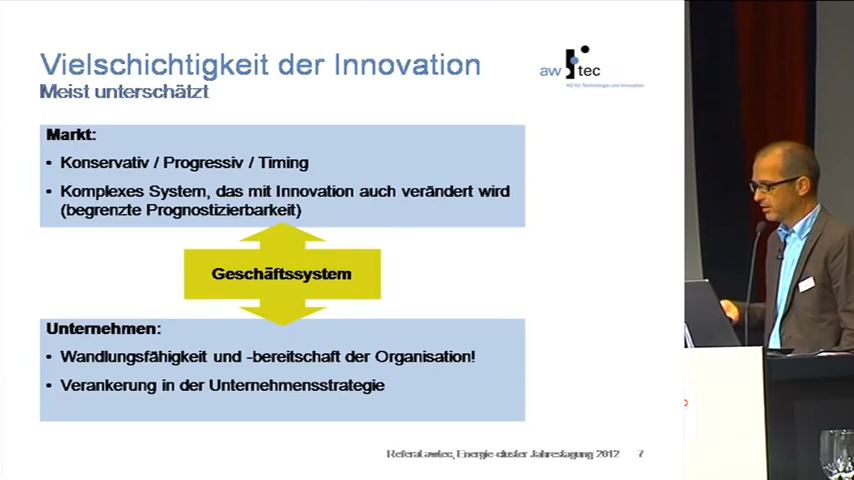 Vielschichtigkeit der Innovation
Meist unterschätzt
aw tec
AG für Technologie und Innovation
Markt:
• Konservativ / Progressiv / Timing
• Komplexes System, das mit Innovation auch verändert wird
(begrenzte Prognostizierbarkeit)
Geschäftssystem
Unternehmen:
• Wandlungsfähigkeit und -bereitschaft der Organisation!
• Verankerung in der Unternehmensstrategie
Referat awtec, Energie-cluster Jahrestagung 2012 7